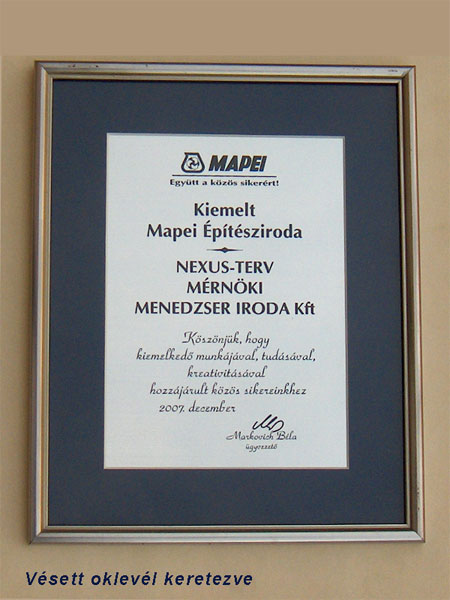 MAPEI
Együtt a közös sikerért!
Kiemelt
Mapei Építésziroda
NEXUS-TERV
MÉRNÖKI
MENEDZSER IRODA Kft
Köszönjük, hogy
kiemelkedő munkájával, tudásával,
kreativitásával
hozzájárult közös sikereinkhez
2007. december
Markovich Béla
ügyvezető
Vésett oklevél keretezve